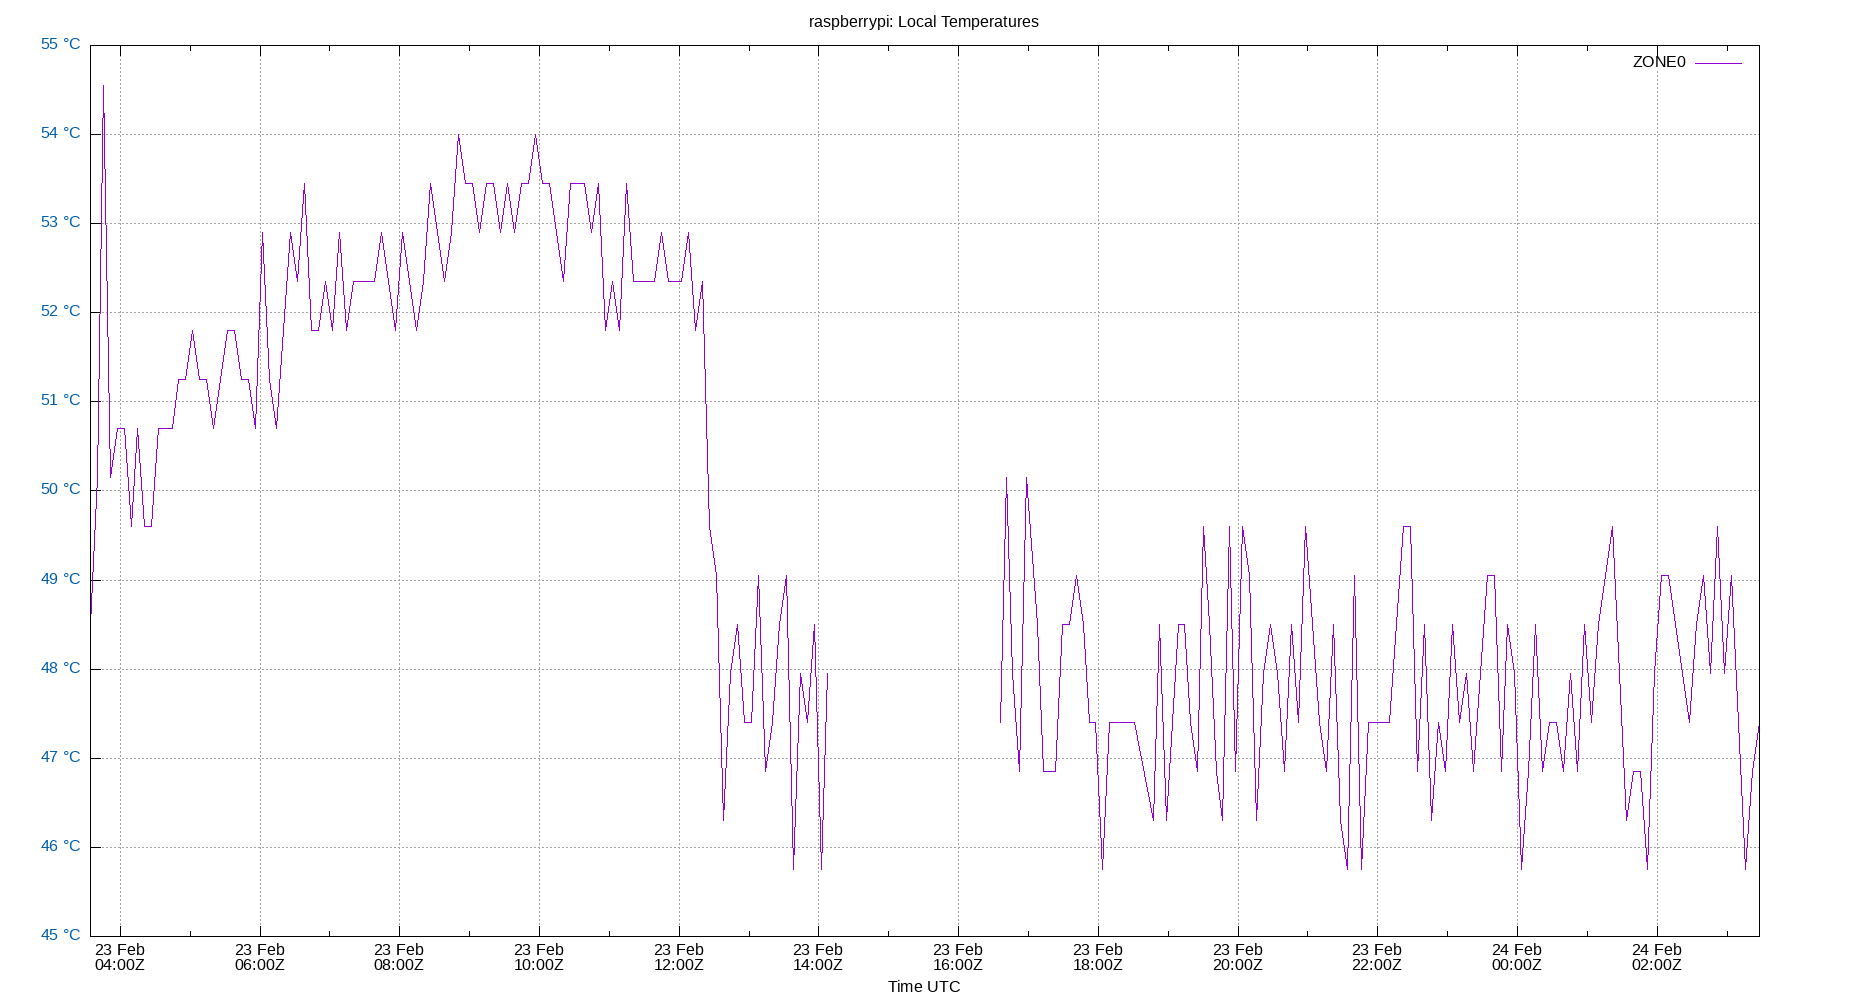 raspberrypi: Local Temperatures
55 °C
ZONE0
54 °C
53 °C
52 °C
51 °C
50 °C
49 °C
48 °C
47 °C
46 °C
45 °C
23 Feb 23 Feb 23 Feb 23 Feb 23 Feb 23 Feb 23 Feb 23 Feb 23 Feb 23 Feb 24 Feb 24 Feb
04:00Z 06:00Z 08:00Z 10:00Z 12:00Z 14:00Z 16:00Z 18:00Z 20:00Z 22:00Z 00:00Z 02:00Z
Time UTC